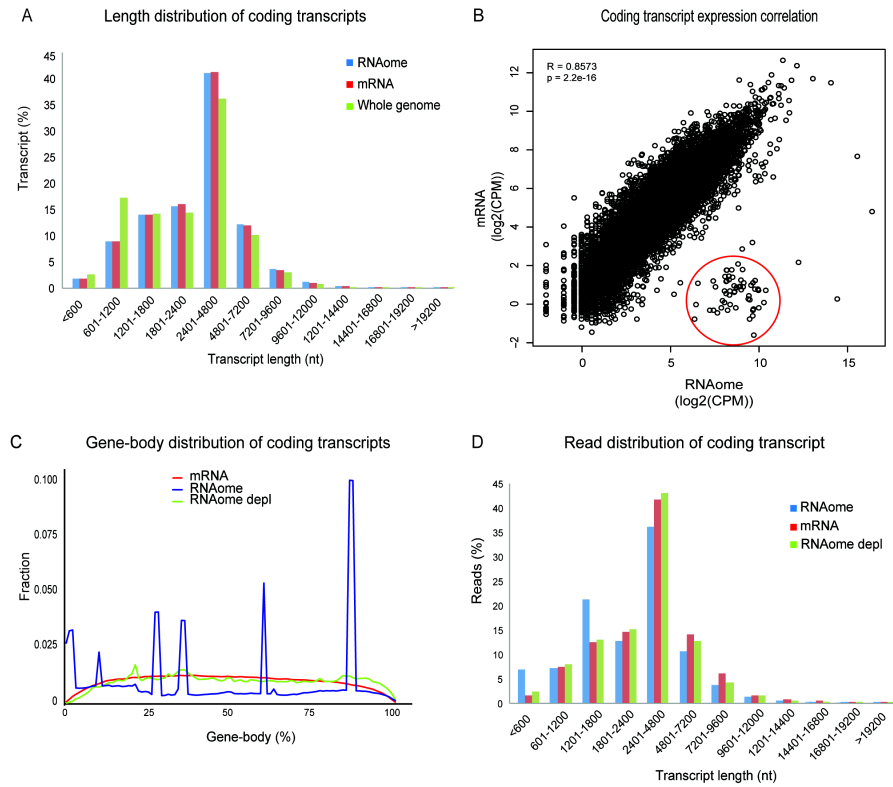 A
Length distribution of coding transcripts
45
40
35
30
25
20
15
10
5
0
Transcript (%)
RNAome
mRNA
Whole genome
<600
601-1200
1201-1800
1801-2400
2401-4800
4801-7200
7201-9600
9601-12000
1201-14400
14401-16800
16801-19200
>19200
Transcript length (nt)
B
Coding transcript expression correlation
R = 0.8573
p = 2.2e-16
12
10
8
6
4
2
0
-2
mRNA
(log2(CPM))
0
5
10
15
RNAome
(log2(CPM))
C
Gene-body distribution of coding transcripts
mRNA
RNAome
RNAome depl
0.100
0.075
0.050
0.025
0
Fraction
0
25
50
75
100
Gene-body (%)
D
Read distribution of coding transcript
45
40
35
30
25
20
15
10
5
0
Reads (%)
RNAome
mRNA
RNAome depl
<600
601-1200
1201-1800
1801-2400
2401-4800
4801-7200
7201-9600
9601-12000
1201-14400
14401-16800
16801-19200
>19200
Transcript length (nt)